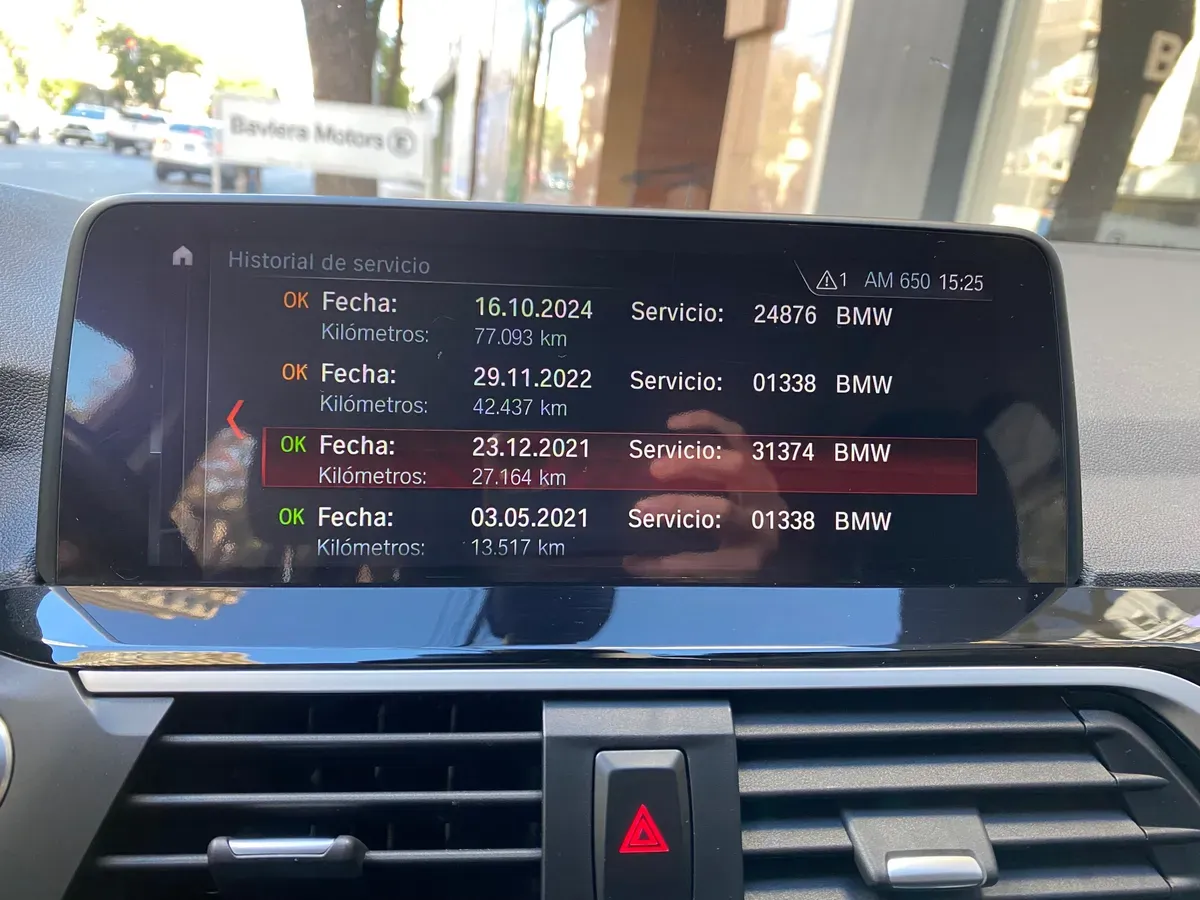 Baviera Motors
B
Historial de servicio
1 AM 650 15:25
OK Fecha: 16.10.2024 Servicio: 24876 BMW
Kilómetros: 77.093 km
OK Fecha: 29.11.2022 Servicio: 01338 BMW
Kilómetros: 42.437 km
OK Fecha: 23.12.2021 Servicio: 31374 BMW
Kilómetros: 27.164 km
OK Fecha: 03.05.2021 Servicio: 01338 BMW
Kilómetros: 13.517 km